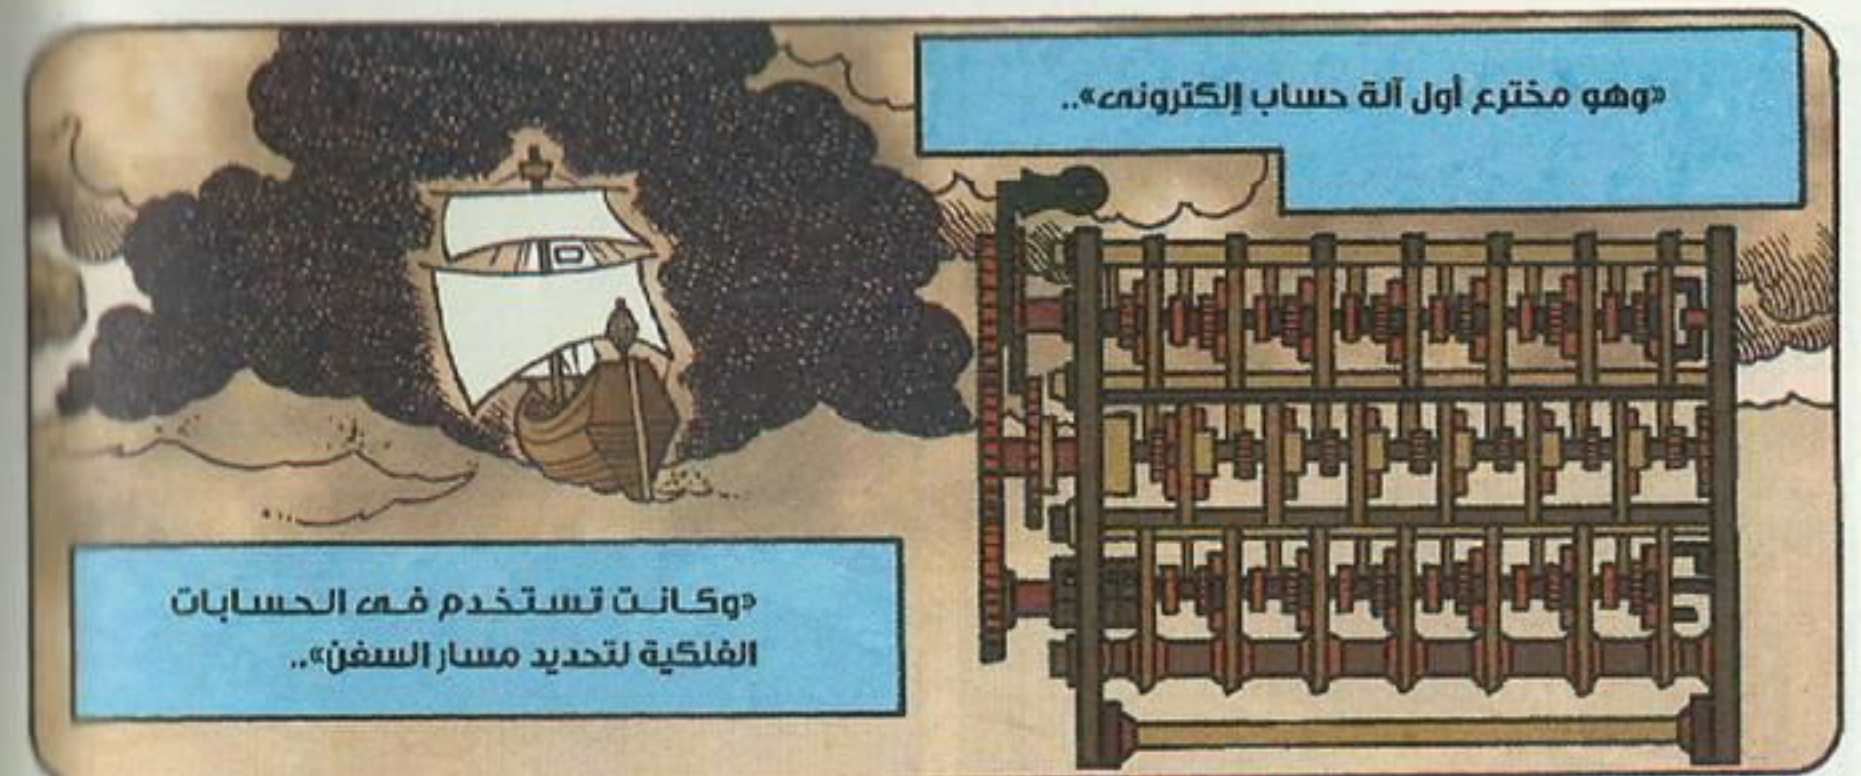 «وهو مخترع أول آلة حساب إلكترونى»..
«وكانت تستخدم فى الحسابات
الفلكية لتحديد مسار السفن»..